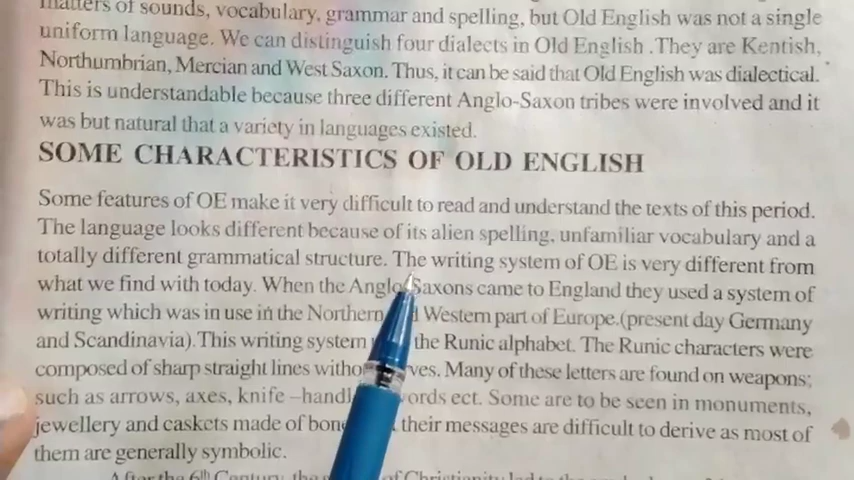 matters of sounds, vocabulary, grammar and spelling, but Old English was not a single
uniform language. We can distinguish four dialects in Old English .They are Kentish,
Northumbrian, Mercian and West Saxon. Thus, it can be said that Old English was dialectical.
This is understandable because three different Anglo-Saxon tribes were involved and it
was but natural that a variety in languages existed.
SOME CHARACTERISTICS OF OLD ENGLISH
Some features of OE make it very difficult to read and understand the texts of this period.
The language looks different because of its alien spelling, unfamiliar vocabulary and a
totally different grammatical structure. The writing system of OE is very different from
what we find with today. When the Anglo Saxons came to England they used a system of
writing which was in use in the Northern Western part of Europe.(present day Germany
and Scandinavia).This writing system the Runic alphabet. The Runic characters were
composed of sharp straight lines Many of these letters are found on weapons;
such as arrows, axes, knife ect. Some are to be seen in monuments,
jewellery and caskets made of their messages are difficult to derive as most of
them are generally symbolic.
After the 6th Century, the of Christianity led to the